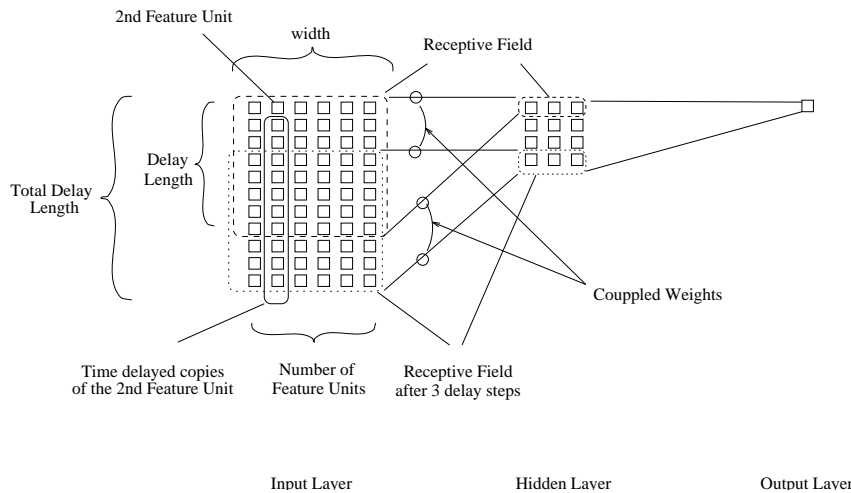 2nd Feature Unit
width
Receptive Field
Delay
Length
Total Delay
Length
Couppled Weights
Time delayed copies
of the 2nd Feature Unit
Number of
Feature Units
Receptive Field
after 3 delay steps
Input Layer
Hidden Layer
Output Layer